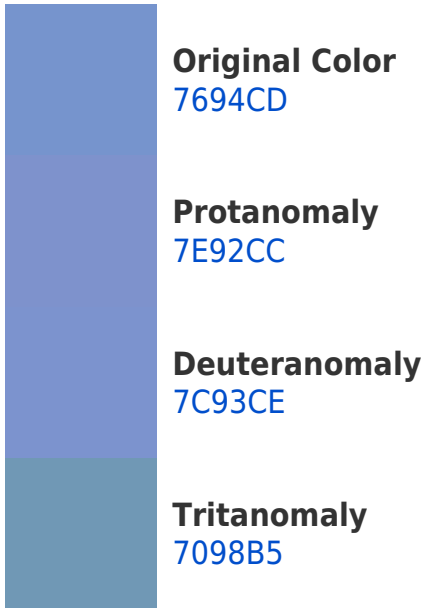 Original Color
7694CD
Protanomaly
7E92CC
Deuteranomaly
7C93CE
Tritanomaly
7098B5